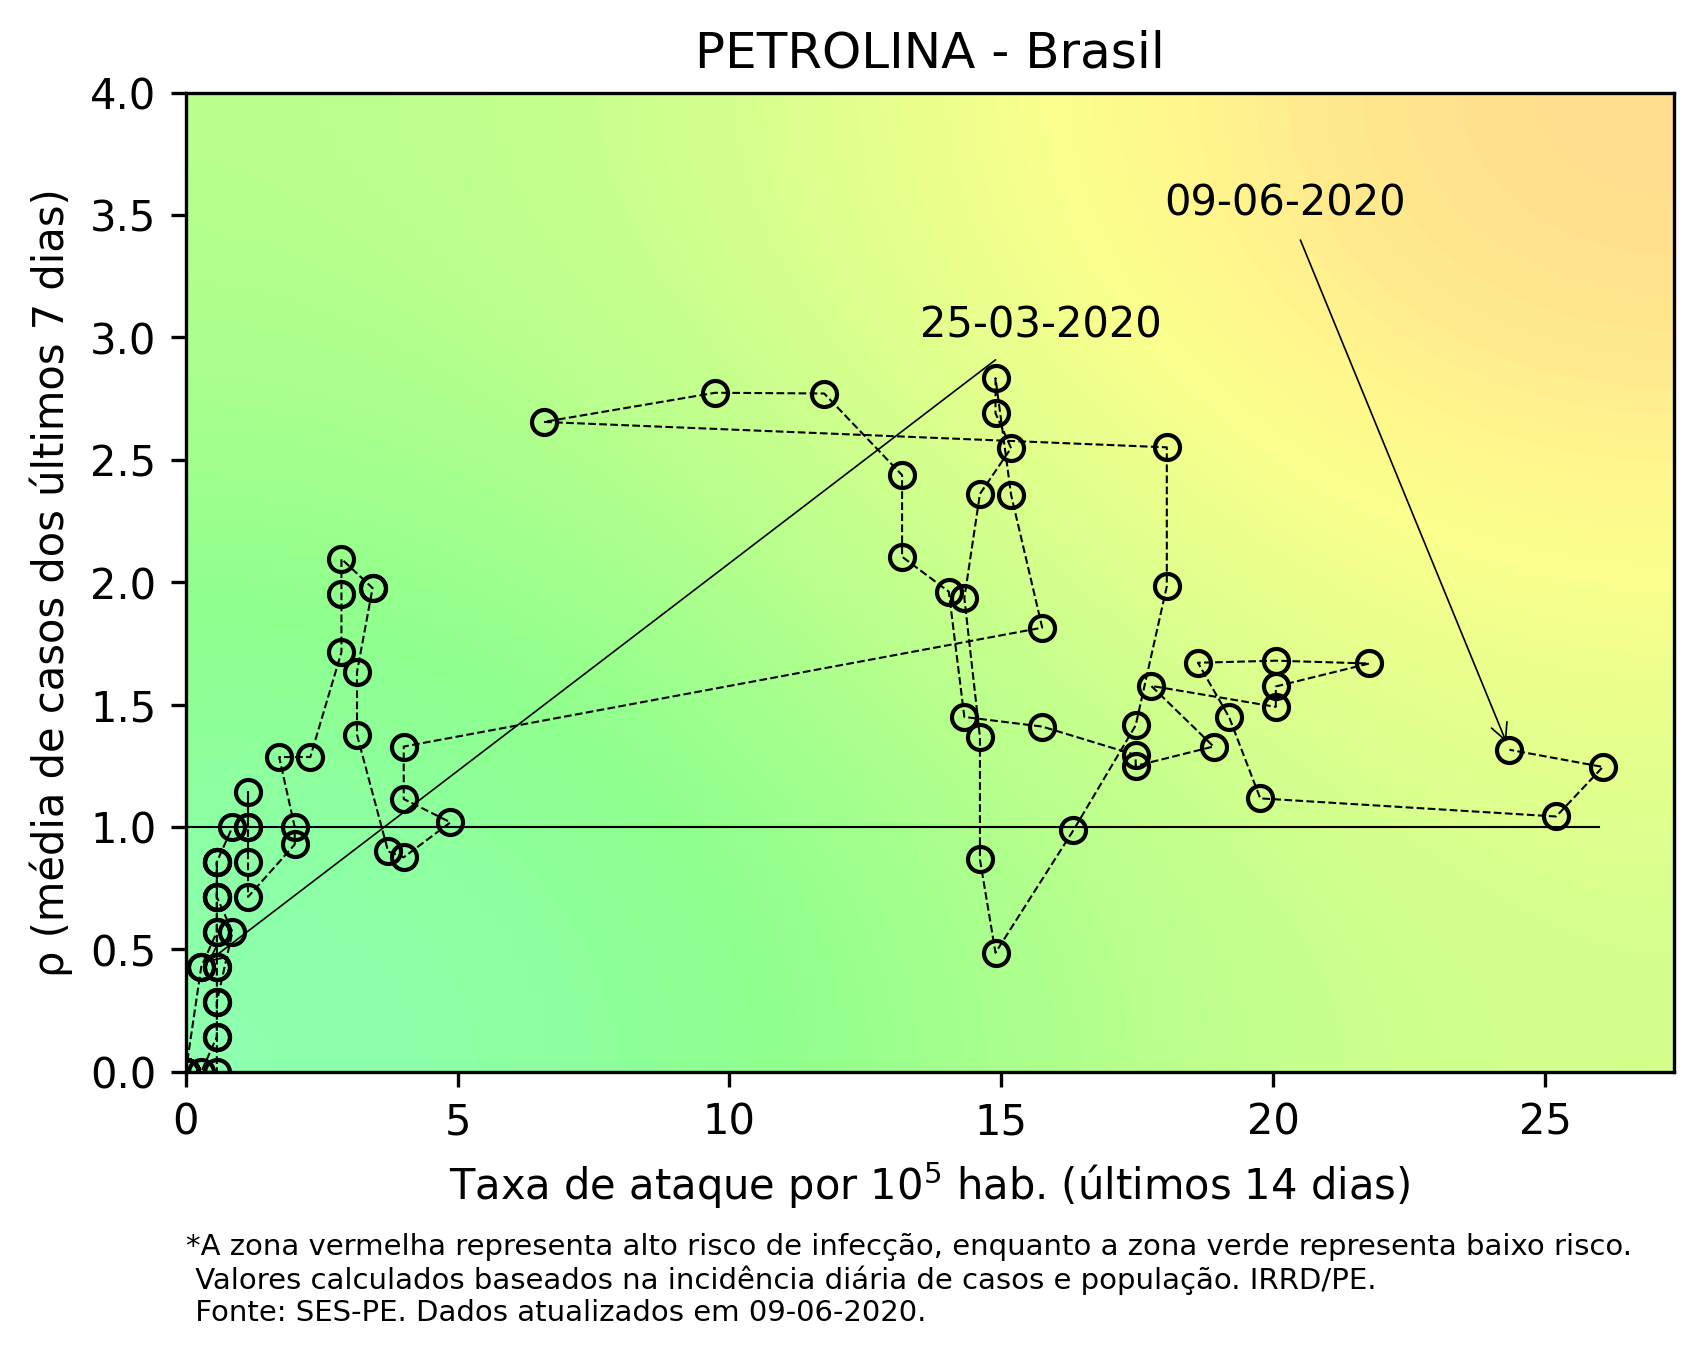 PETROLINA - Brasil
4.0
3.5
3.0
2.5
2.0
1.5
1.0
0.5
0.0
ρ (média de casos dos últimos 7 dias)
09-06-2020
25-03-2020
0 5 10 15 20 25
Taxa de ataque por 10⁵ hab. (últimos 14 dias)
*A zona vermelha representa alto risco de infecção, enquanto a zona verde representa baixo risco.
Valores calculados baseados na incidência diária de casos e população. IRRD/PE.
Fonte: SES-PE. Dados atualizados em 09-06-2020.